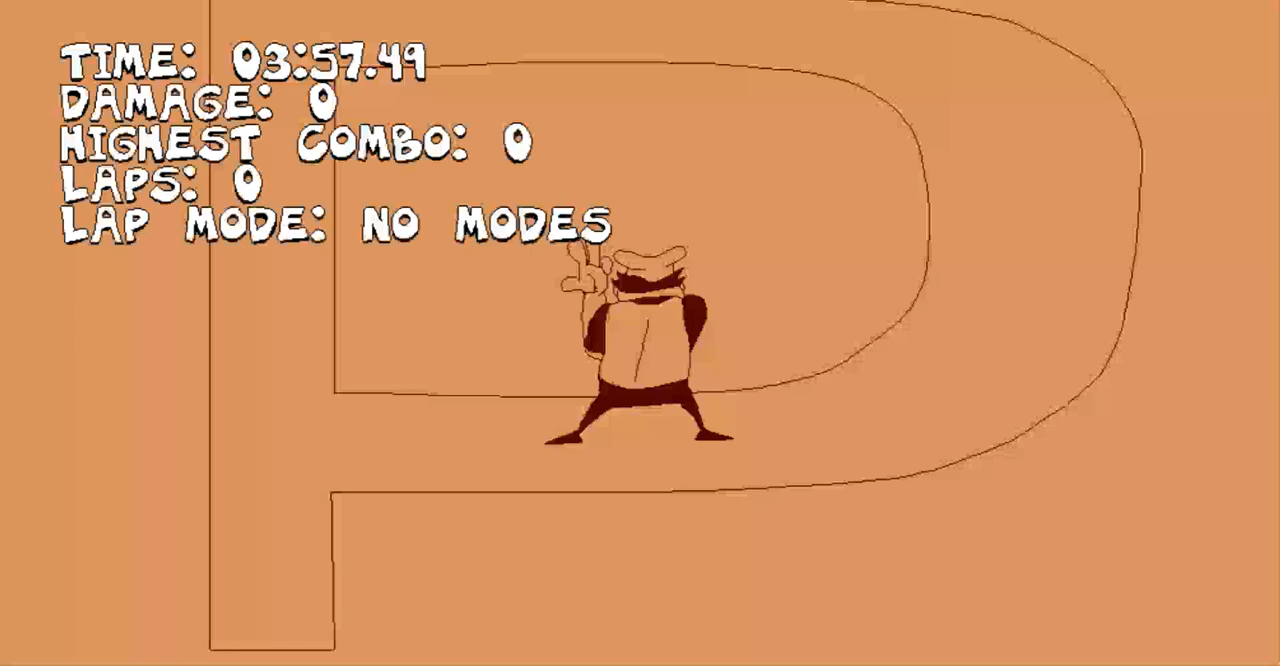 TIME: 03:57.49
DAMAGE: 0
HIGHEST COMBO: 0
LAPS: 0
LAP MODE: NO MODES
P